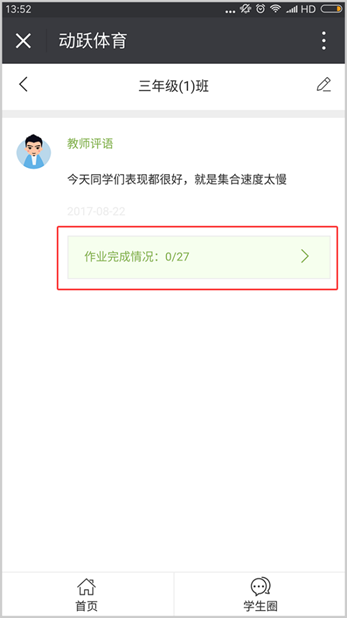 13:52
HD
动跃体育
三年级(1)班
教师评语
今天同学们表现都很好，就是集合速度太慢
2017-08-22
作业完成情况：0/27
首页
学生圈